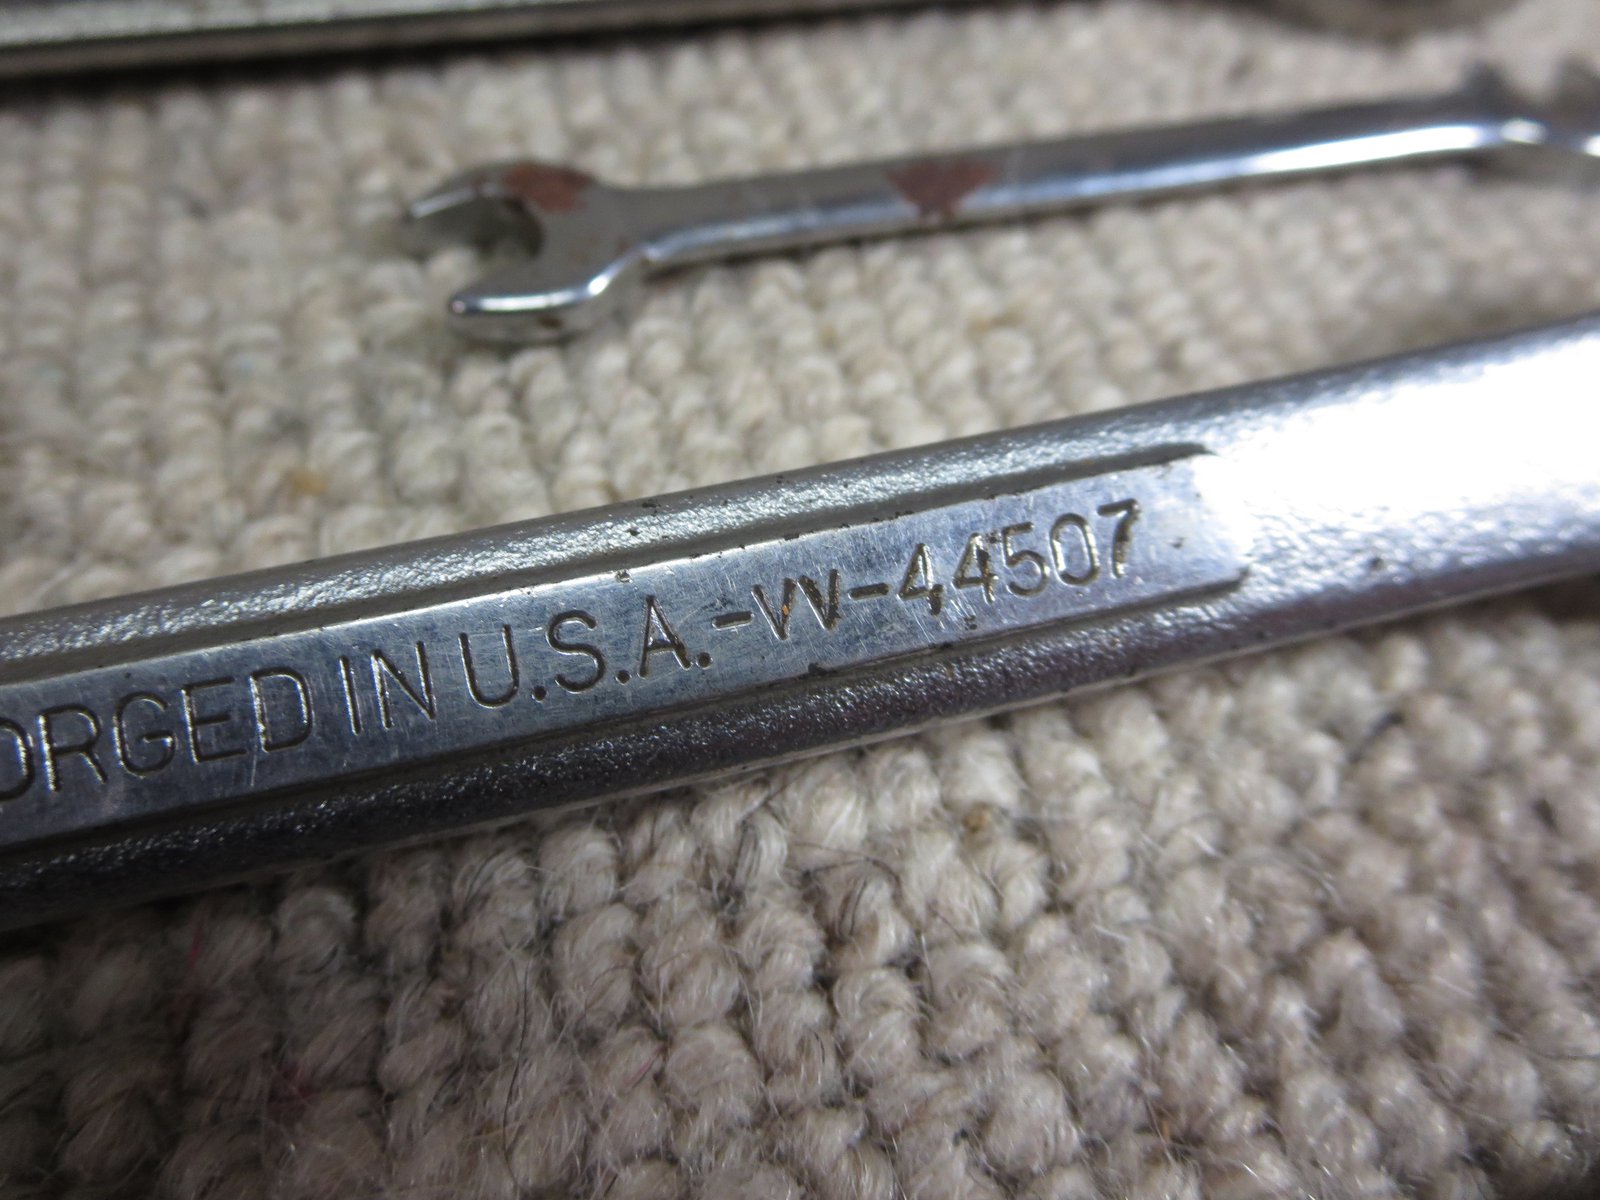 ORGED IN U.S.A. -VV-44507